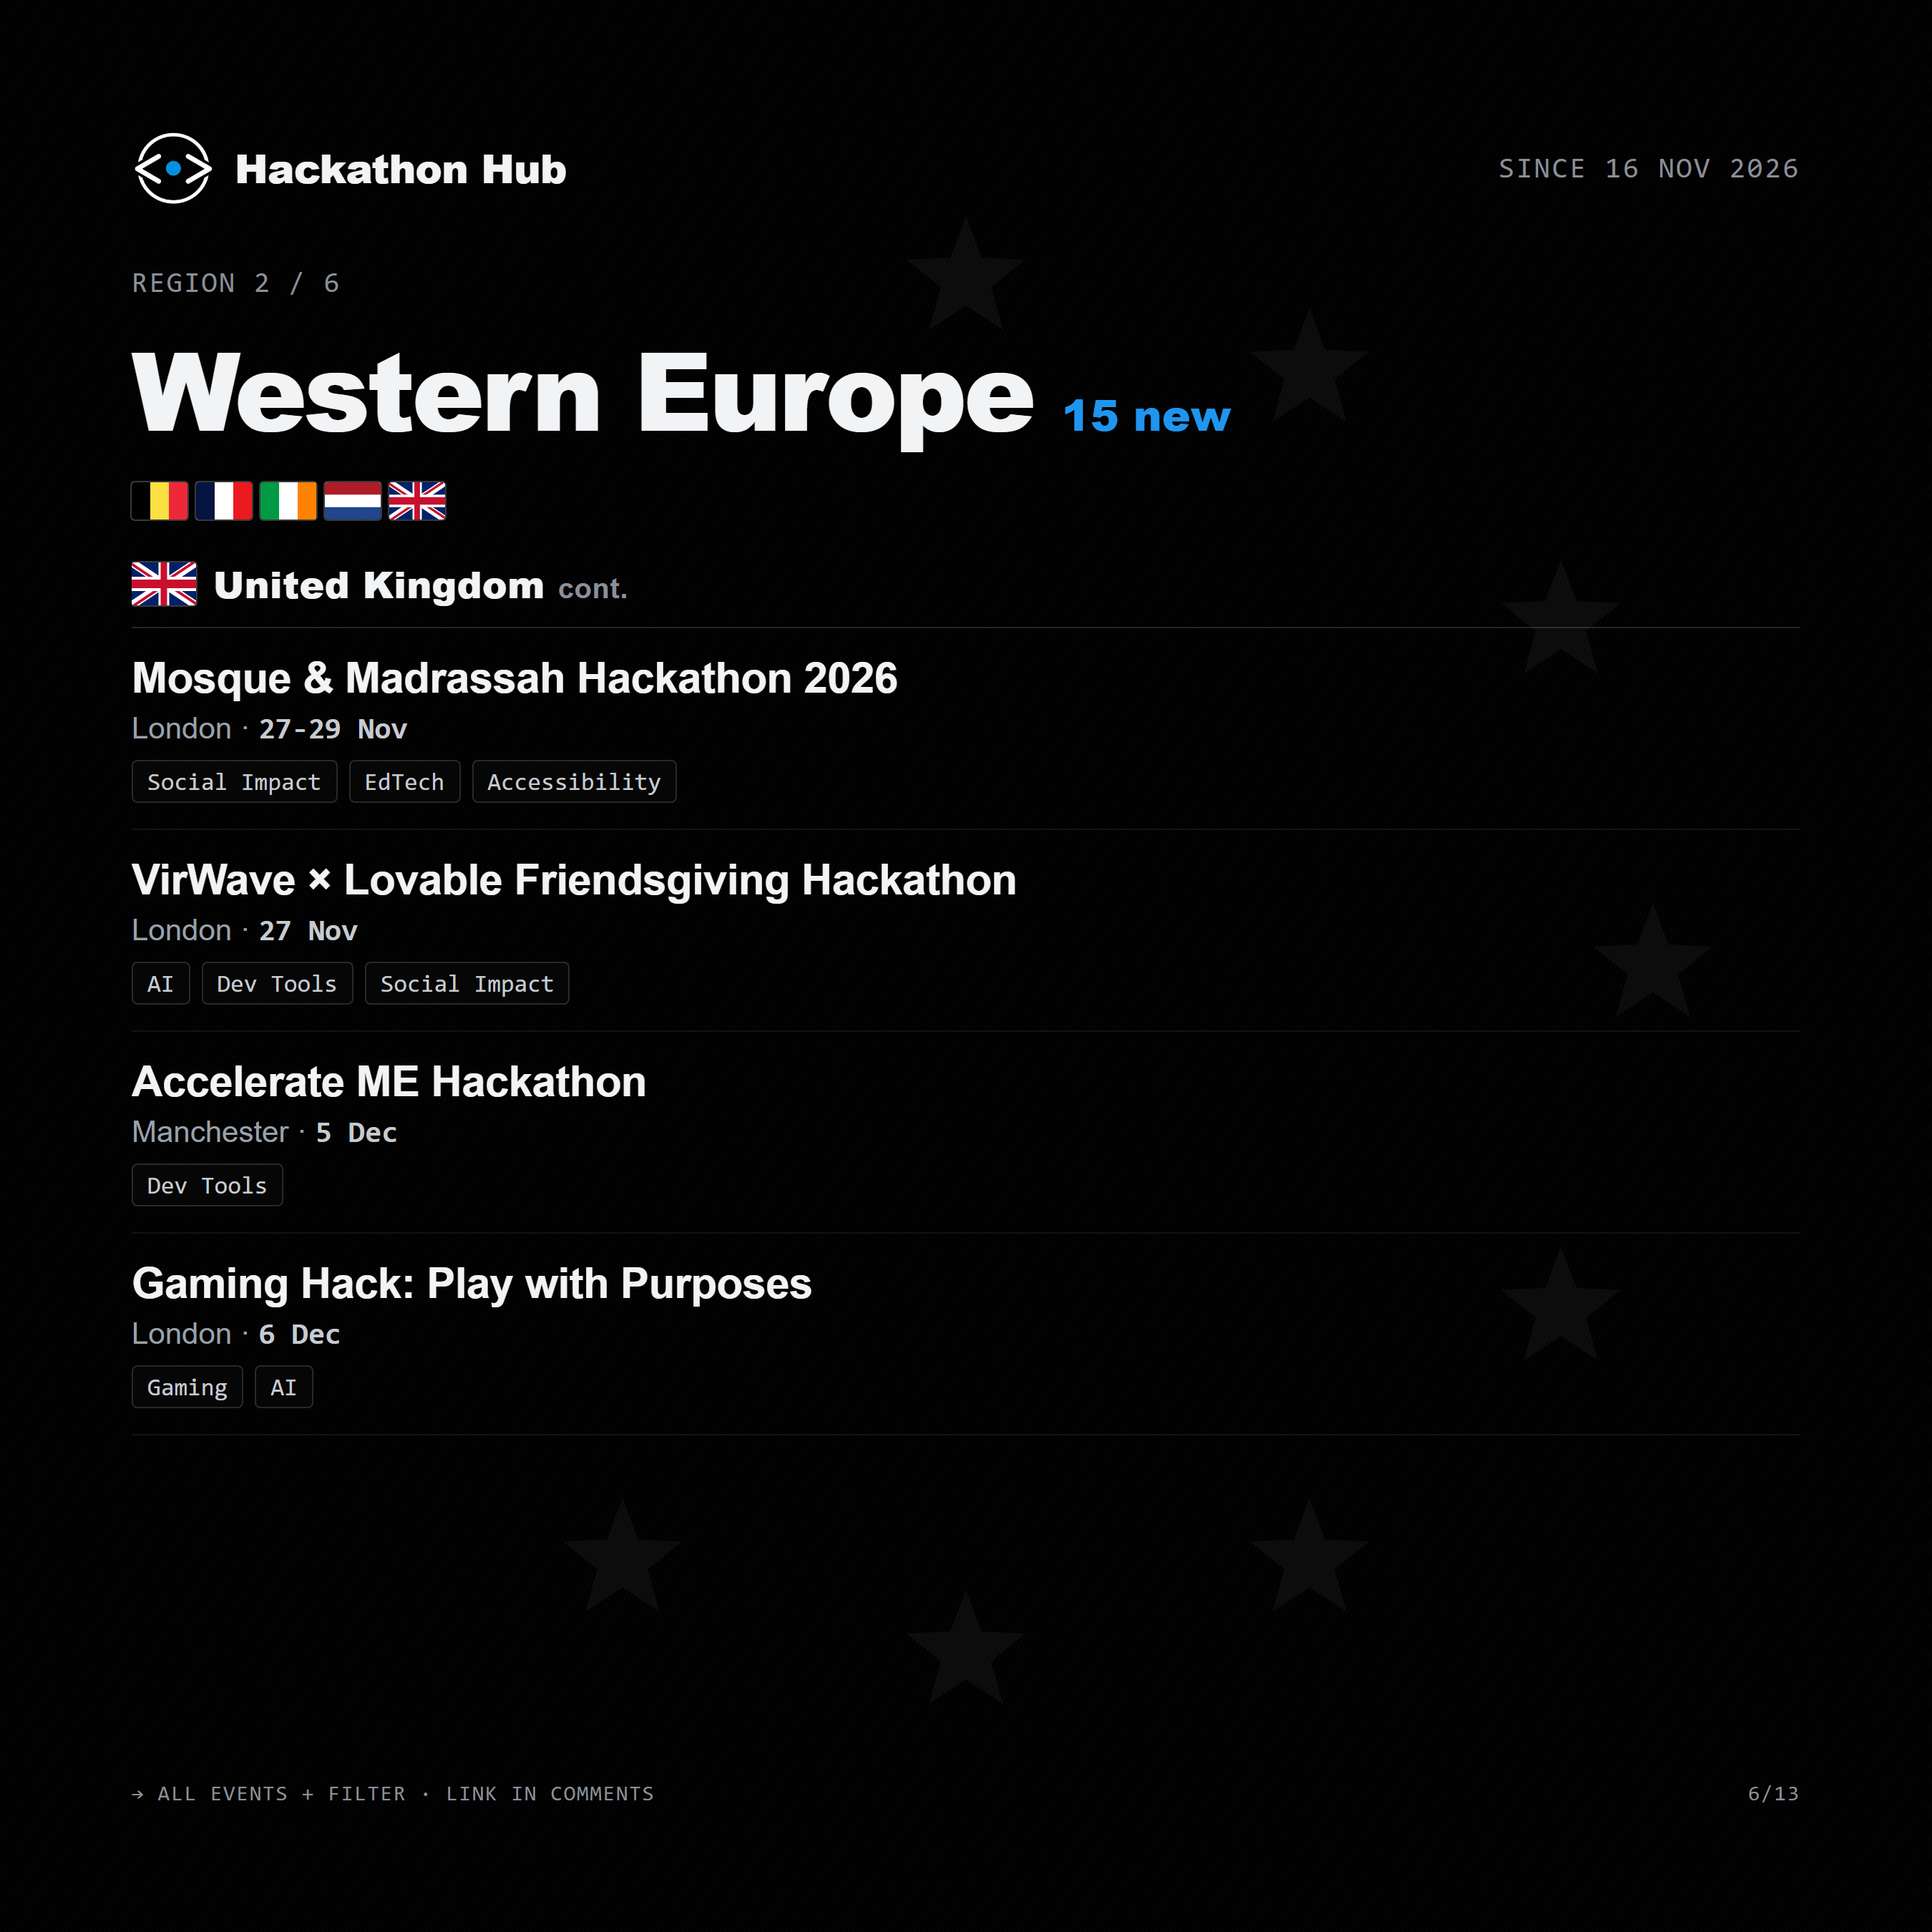 Hackathon Hub
SINCE 16 NOV 2026
REGION 2 / 6
Western Europe 15 new
United Kingdom cont.
Mosque & Madrassah Hackathon 2026
London · 27-29 Nov
Social Impact EdTech Accessibility
VirWave × Lovable Friendsgiving Hackathon
London · 27 Nov
AI Dev Tools Social Impact
Accelerate ME Hackathon
Manchester · 5 Dec
Dev Tools
Gaming Hack: Play with Purposes
London · 6 Dec
Gaming AI
→ ALL EVENTS + FILTER · LINK IN COMMENTS
6/13